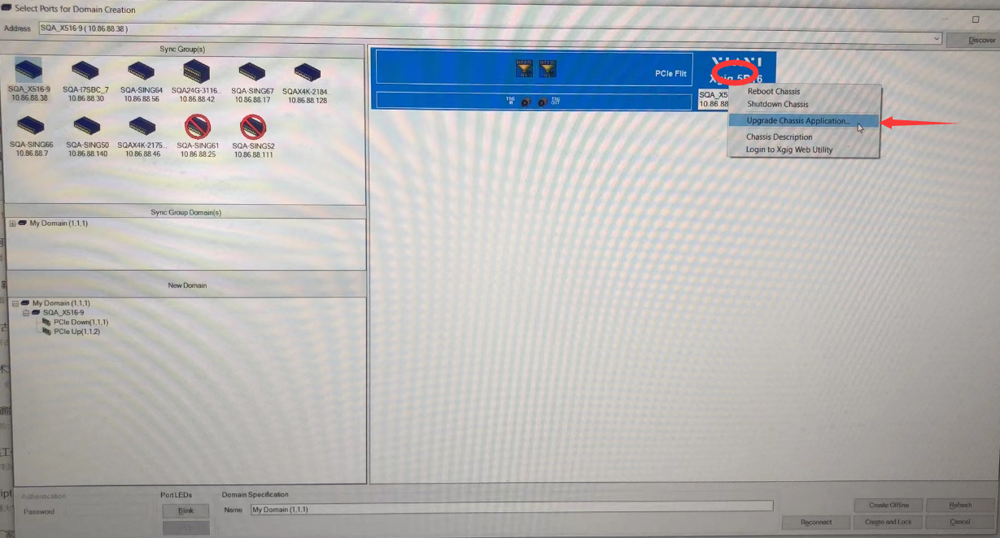 Select Ports for Domain Creation
Address SQA_X516-9 ( 10.86.88.38 )
Discover
Sync Group(s)
SQA_X516-9
10.86.88.38
SQA-I7SBC_7
10.86.88.30
SQA-SING64
10.86.88.56
SQA24G-3116...
10.86.88.42
SQA-SING67
10.86.88.17
SQAX4K-2184
10.86.88.128
SQA-SING66
10.86.88.7
SQA-SING50
10.86.88.140
SQAX4K-2175...
10.86.88.46
SQA-SING61
10.86.88.25
SQA-SING52
10.86.88.111
PCIe Flit
TRG IN
TRG OUT
SQA_X5
10.86.88
Reboot Chassis
Shutdown Chassis
Upgrade Chassis Application...
Chassis Description
Login to Xgig Web Utility
Sync Group Domain(s)
My Domain (1,1,1)
New Domain
My Domain (1,1,1)
SQA_X516-9
PCIe Down(1,1,1)
PCIe Up(1,1,2)
Authentication
Password
Port LEDs
Blink
Domain Specification
Name My Domain (1,1,1)
Create Offline
Refresh
Reconnect
Create and Lock
Cancel